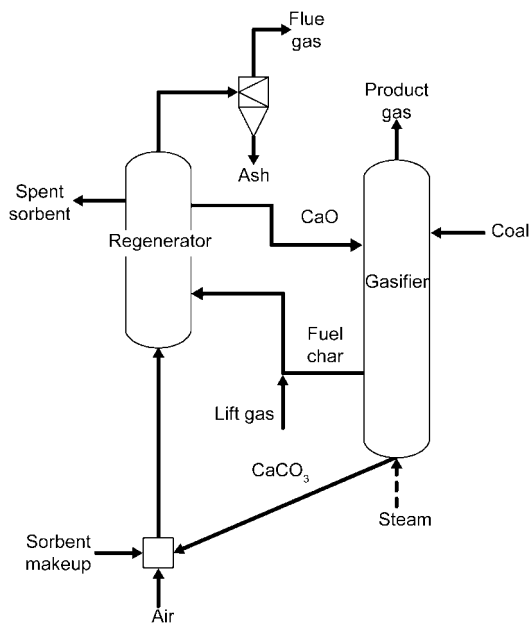 Flue
gas
Product
gas
Ash
Spent
sorbent
CaO
Regenerator
Coal
Gasifier
Fuel
char
Lift gas
CaCO₃
Steam
Sorbent
makeup
Air